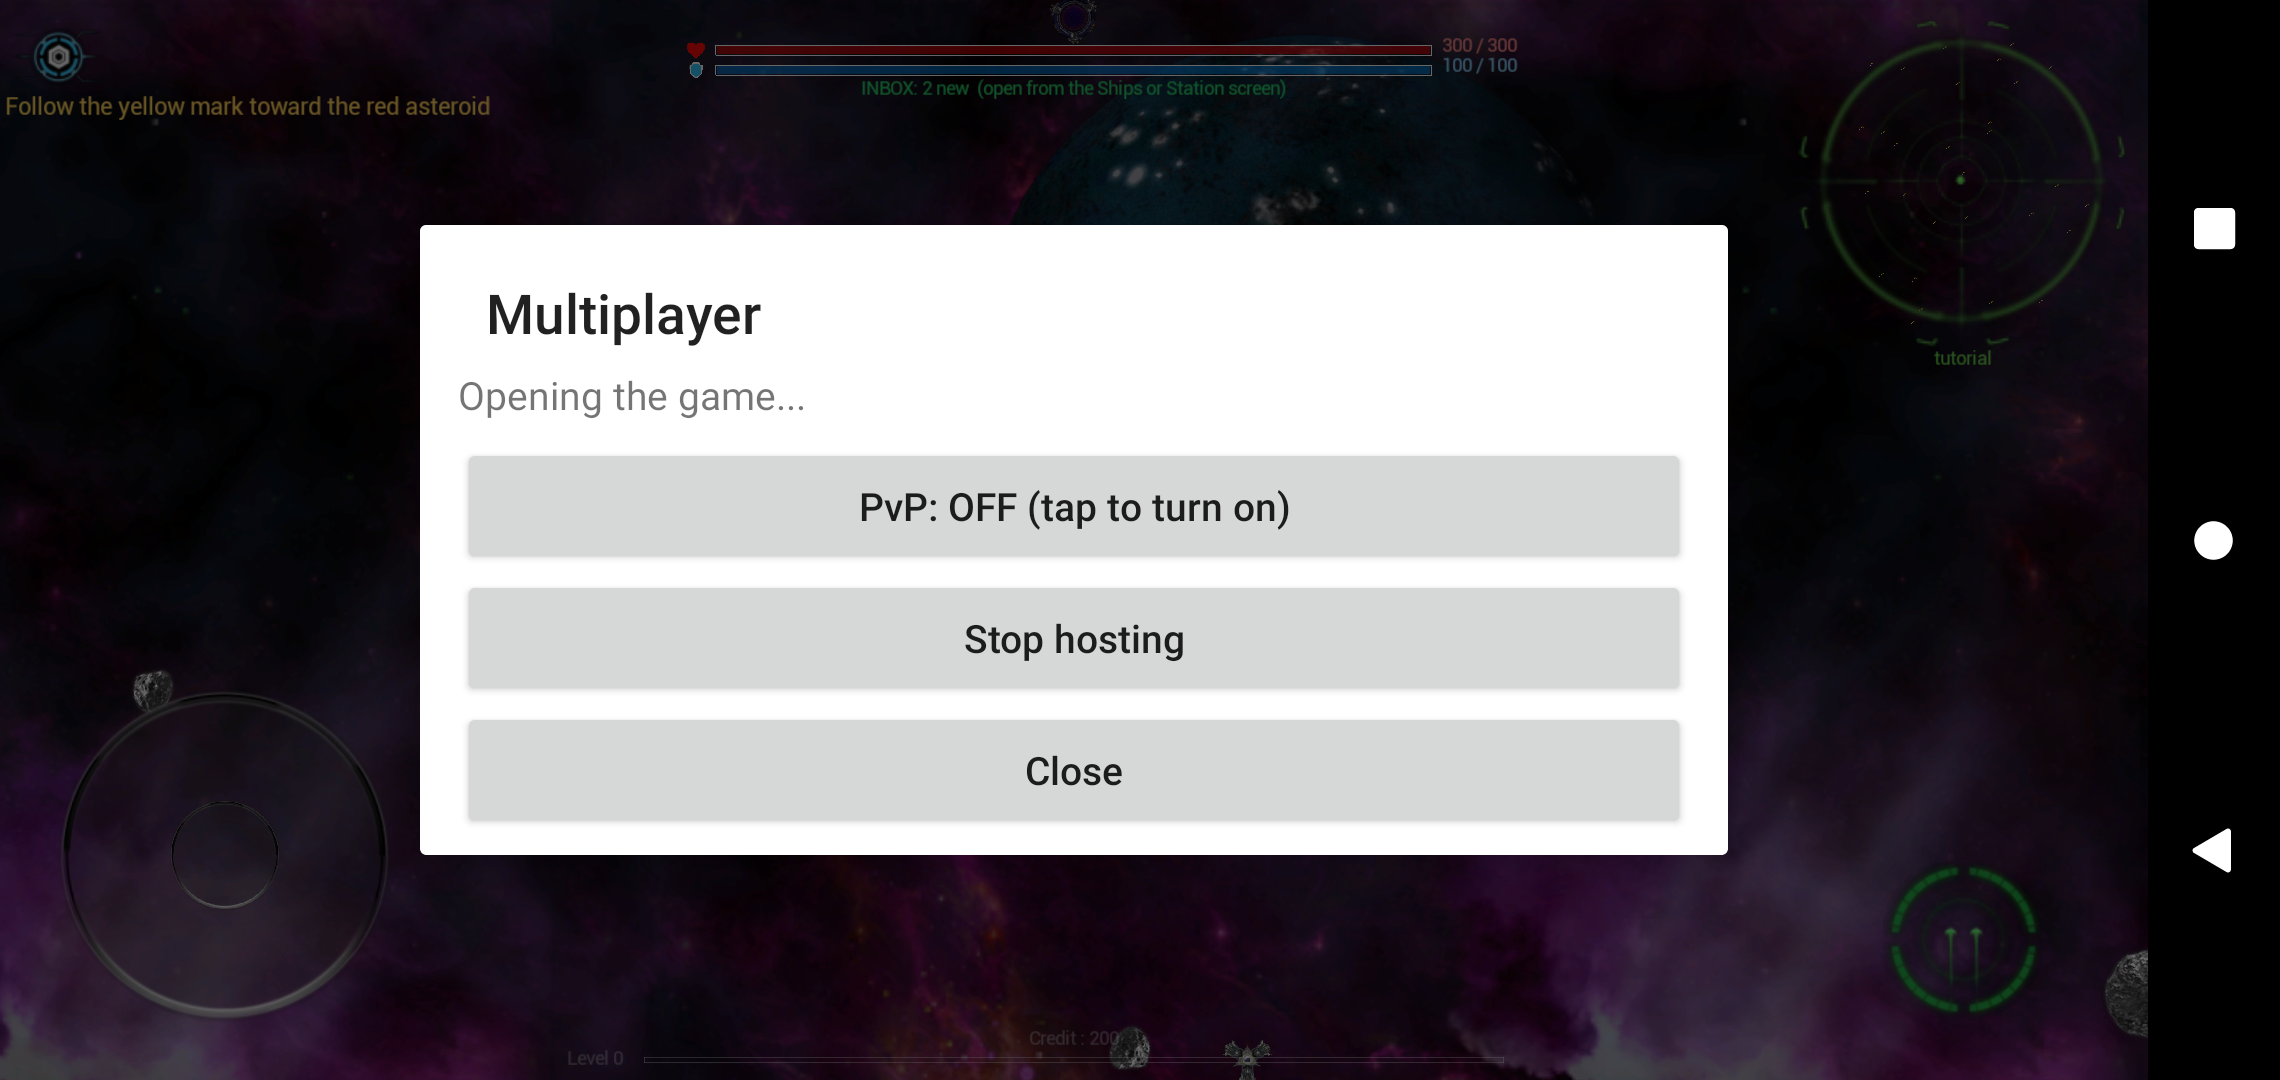 300 / 300
100 / 100
INBOX: 2 new  (open from the Ships or Station screen)
Follow the yellow mark toward the red asteroid
Multiplayer
tutorial
Opening the game...
PvP: OFF (tap to turn on)
Stop hosting
Close
Credit : 200
Level 0